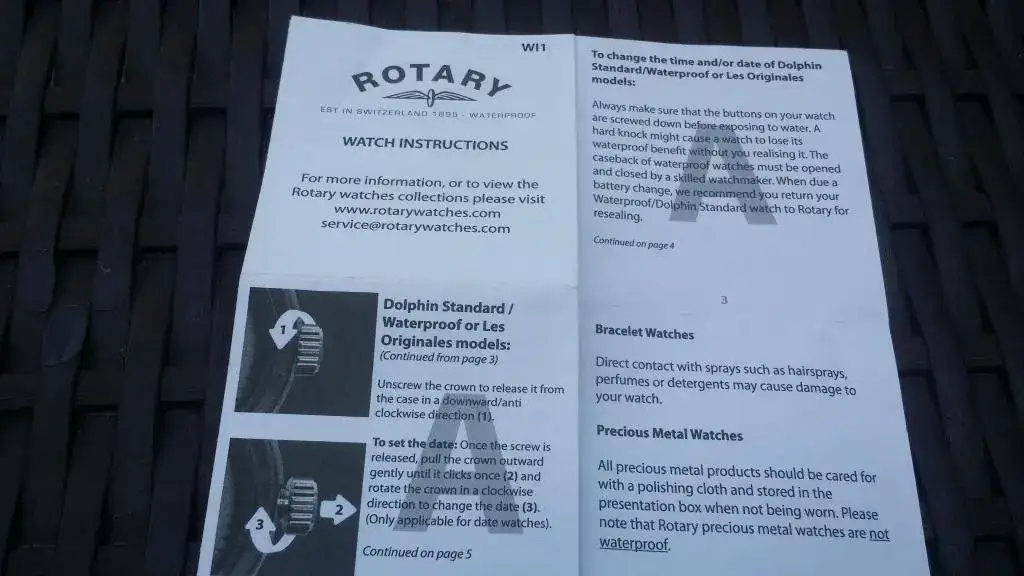 WI1
ROTARY
EST IN SWITZERLAND 1895 - WATERPROOF
WATCH INSTRUCTIONS
For more information, or to view the
Rotary watches collections please visit
www.rotarywatches.com
service@rotarywatches.com
To change the time and/or date of Dolphin
Standard/Waterproof or Les Originales
models:
Always make sure that the buttons on your watch
are screwed down before exposing to water. A
hard knock might cause a watch to lose its
waterproof benefit without you realising it. The
caseback of waterproof watches must be opened
and closed by a skilled watchmaker. When due a
battery change, we recommend you return your
Waterproof/Dolphin Standard watch to Rotary for
resealing.
Continued on page 4
A
3
1
Dolphin Standard /
Waterproof or Les
Originales models:
(Continued from page 3)
Unscrew the crown to release it from
the case in a downward/anti
clockwise direction (1).
2
3
To set the date: Once the screw is
released, pull the crown outward
gently until it clicks once (2) and
rotate the crown in a clockwise
direction to change the date (3).
(Only applicable for date watches).
Continued on page 5
A
Bracelet Watches
Direct contact with sprays such as hairsprays,
perfumes or detergents may cause damage to
your watch.
Precious Metal Watches
All precious metal products should be cared for
with a polishing cloth and stored in the
presentation box when not being worn. Please
note that Rotary precious metal watches are not
waterproof.